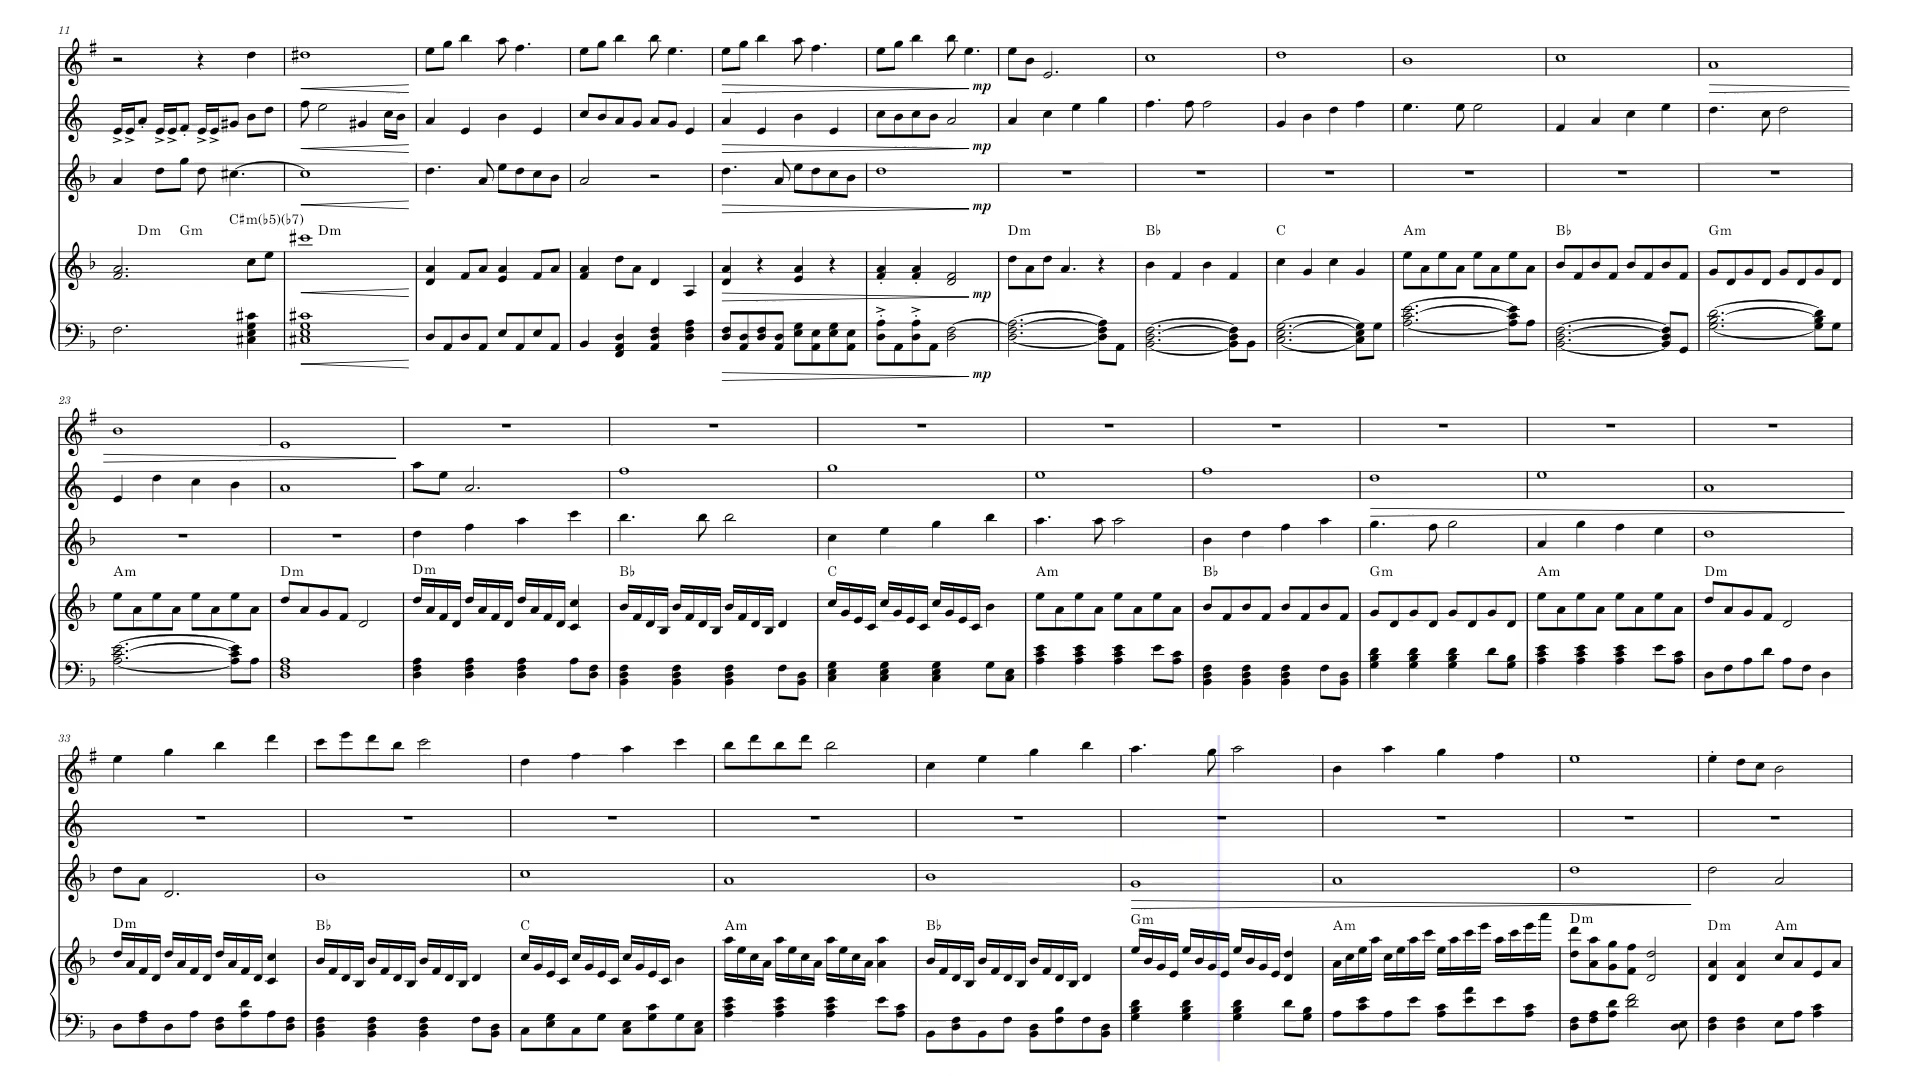 11
mp
mp
mp
Dm Gm C♯m(♭5)(♭7) Dm Dm B♭ C Am B♭ Gm
mp
mp
23
Am Dm Dm B♭ C Am B♭ Gm Am Dm
33
Dm B♭ C Am B♭ Gm Am Dm Dm Am